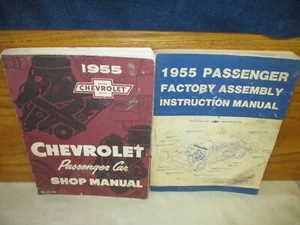 1955
CHEVROLET
CHEVROLET
Passenger Car
SHOP MANUAL
1955 PASSENGER
FACTORY ASSEMBLY
INSTRUCTION MANUAL